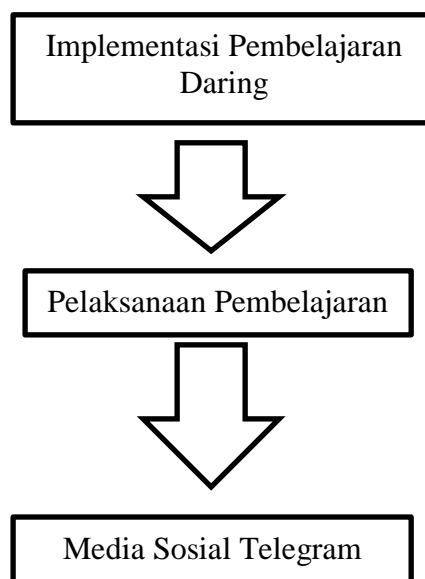 Implementasi Pembelajaran
Daring
Pelaksanaan Pembelajaran
Media Sosial Telegram